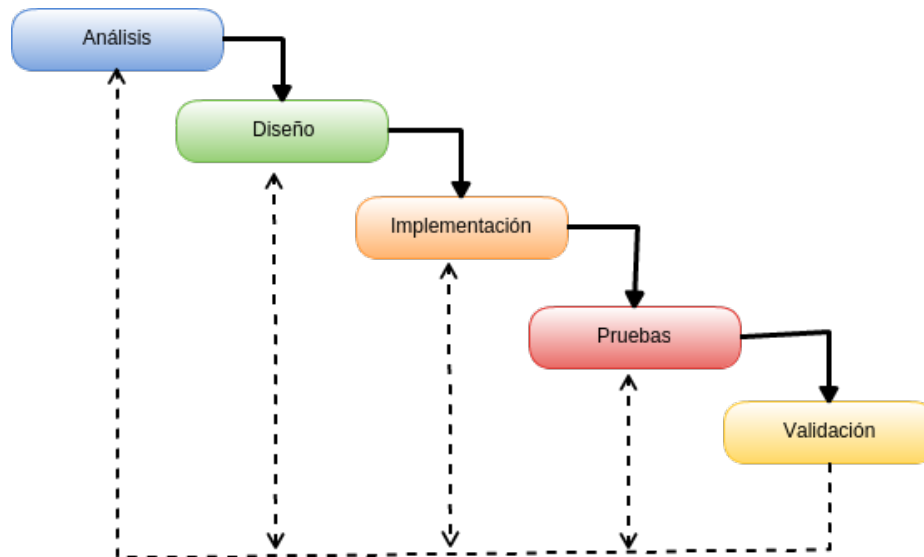 Análisis
Diseño
Implementación
Pruebas
Validación